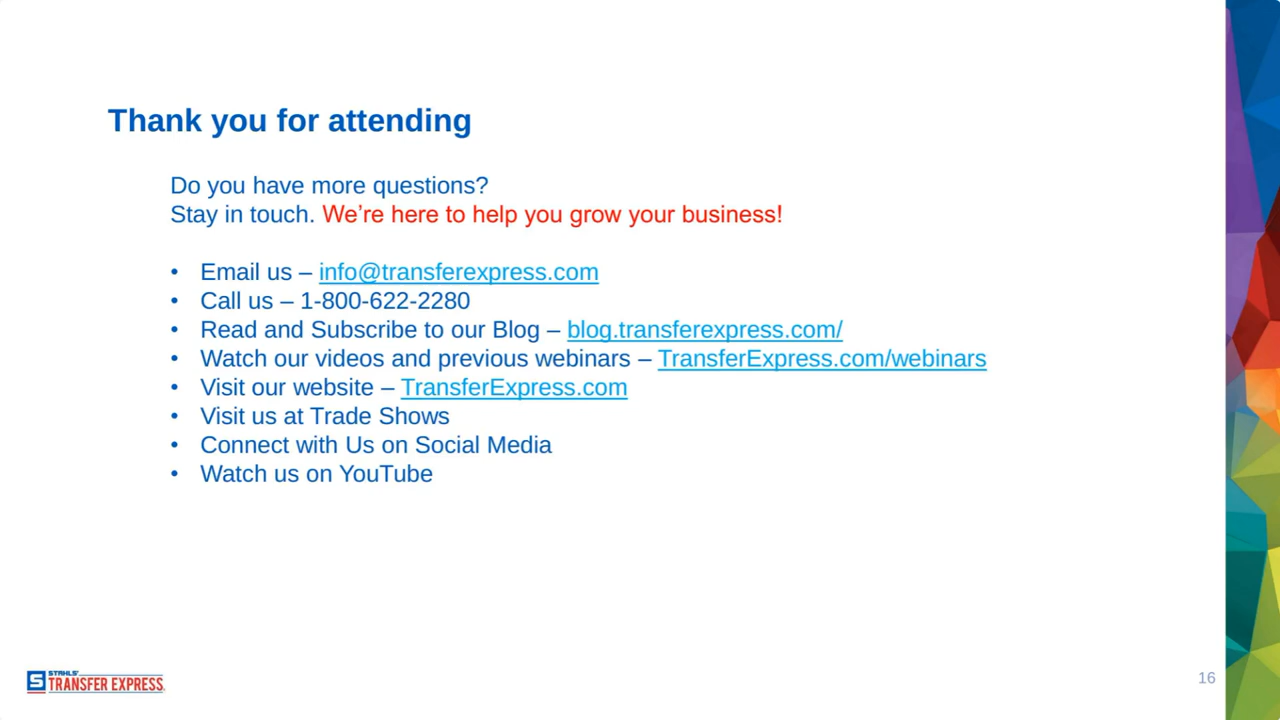 Thank you for attending
Do you have more questions?
Stay in touch. We’re here to help you grow your business!
• Email us – info@transferexpress.com
• Call us – 1-800-622-2280
• Read and Subscribe to our Blog – blog.transferexpress.com/
• Watch our videos and previous webinars – TransferExpress.com/webinars
• Visit our website – TransferExpress.com
• Visit us at Trade Shows
• Connect with Us on Social Media
• Watch us on YouTube
S STAHLS'
TRANSFER EXPRESS.
16